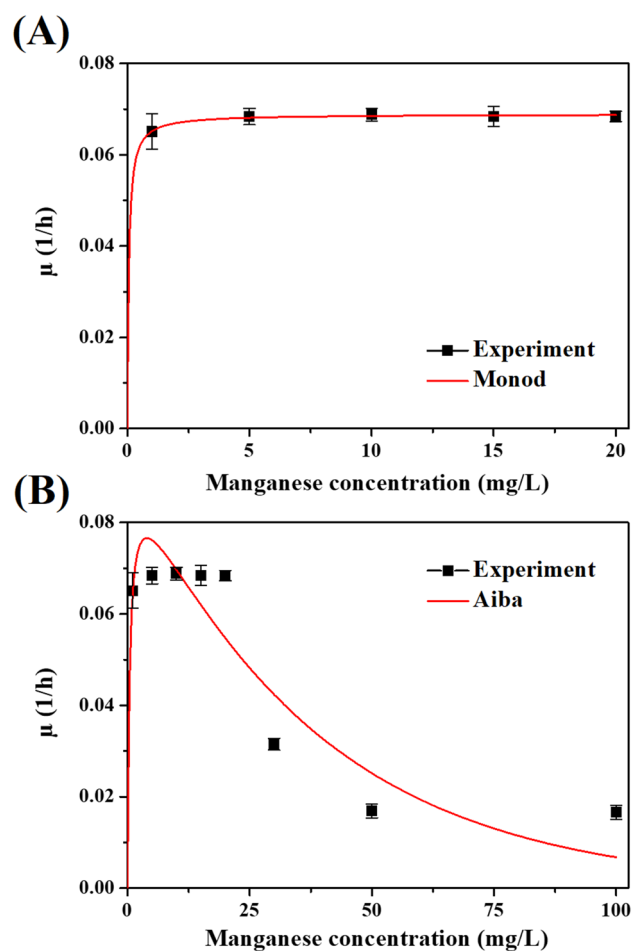 (A)
0.08
0.06
0.04
0.02
0.00
μ (1/h)
Experiment
Monod
0 5 10 15 20
Manganese concentration (mg/L)
(B)
0.08
0.06
0.04
0.02
0.00
μ (1/h)
Experiment
Aiba
0 25 50 75 100
Manganese concentration (mg/L)